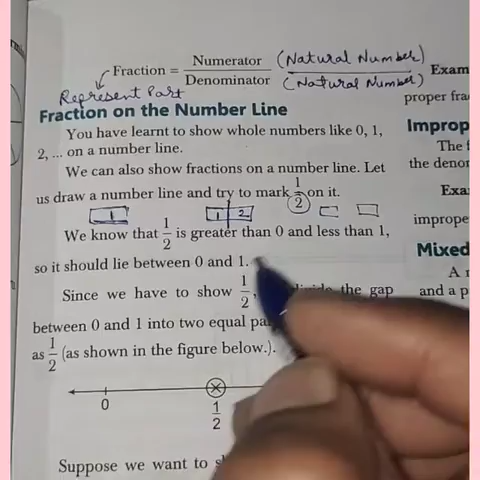 Fraction = Numerator / Denominator (Natural Number) / (Natural Number)
Represent Part
Fraction on the Number Line
You have learnt to show whole numbers like 0, 1,
2, ... on a number line.
We can also show fractions on a number line. Let
us draw a number line and try to mark 1/2 on it.
1 1 2
We know that 1/2 is greater than 0 and less than 1,
so it should lie between 0 and 1.
Since we have to show 1/2, the gap
between 0 and 1 into two equal
as 1/2 (as shown in the figure below.).
0 1/2
Suppose we want to
Exam
proper
Improp
The
the
Exa
imprope
Mixed
A
and a